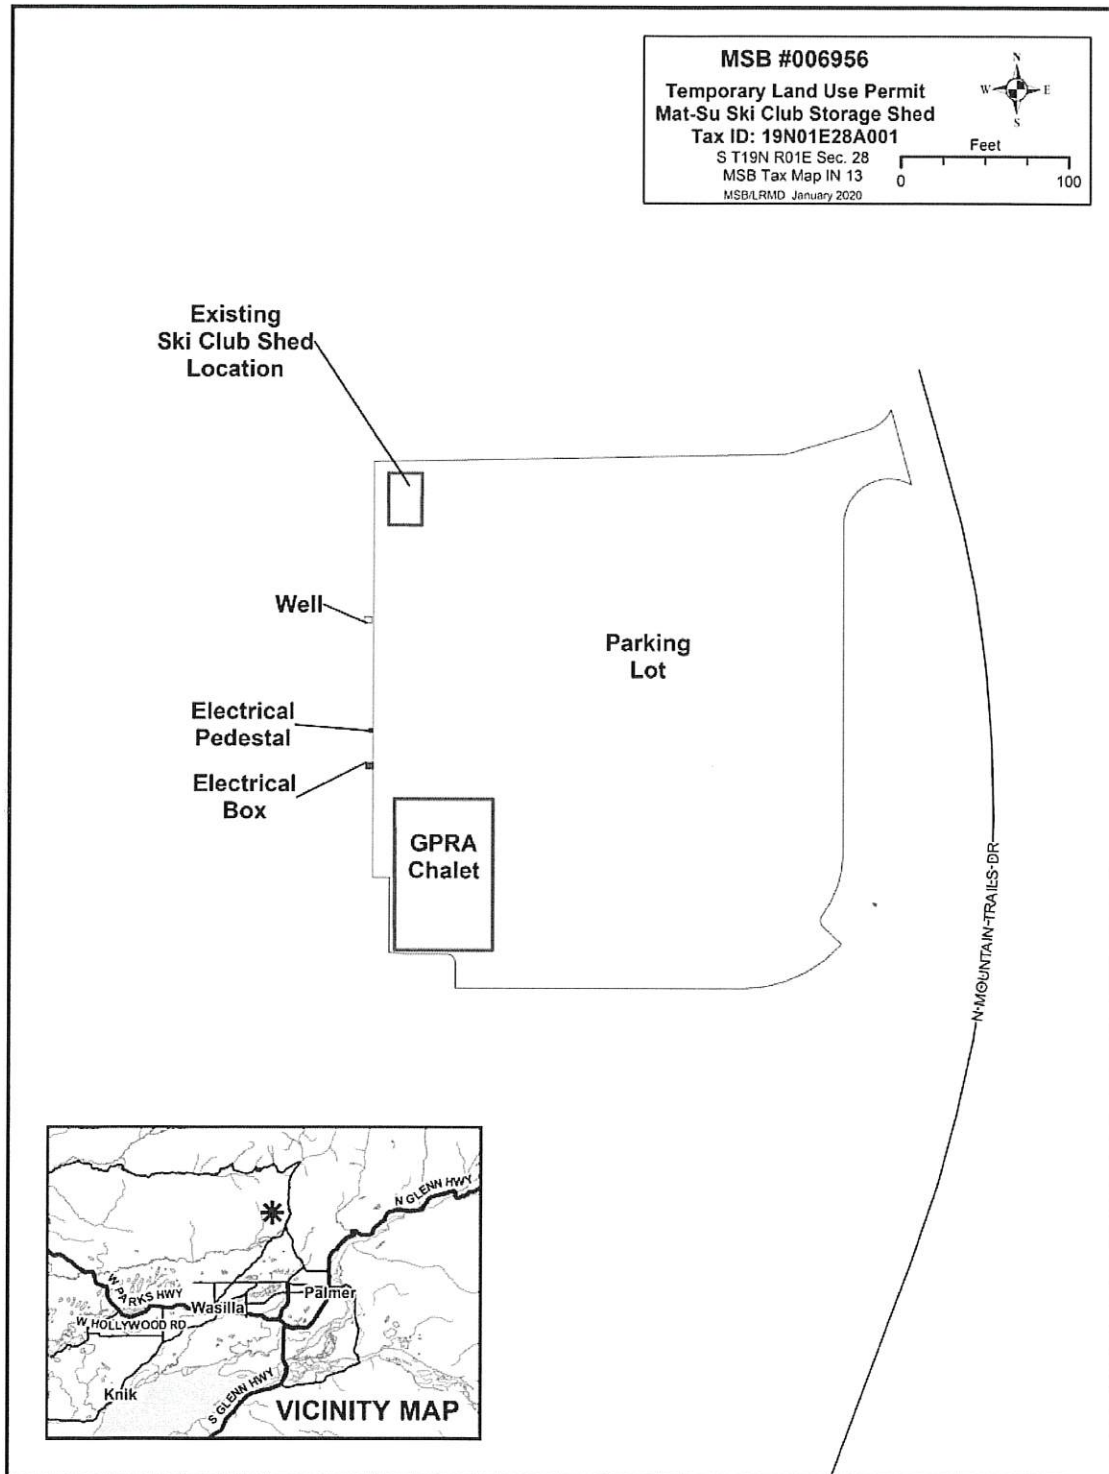 MSB #006956
Temporary Land Use Permit
Mat-Su Ski Club Storage Shed
Tax ID: 19N01E28A001
S T19N R01E Sec. 28
MSB Tax Map IN 13
MSB/LRMD January 2020
N
W
E
S
Feet
0
100
Existing
Ski Club Shed
Location
Well
Parking
Lot
Electrical
Pedestal
Electrical
Box
GPRA
Chalet
N MOUNTAIN TRAILS DR
N GLENN HWY
W PARKS HWY
Wasilla
Palmer
W HOLLYWOOD RD
Knik
S GLENN HWY
VICINITY MAP